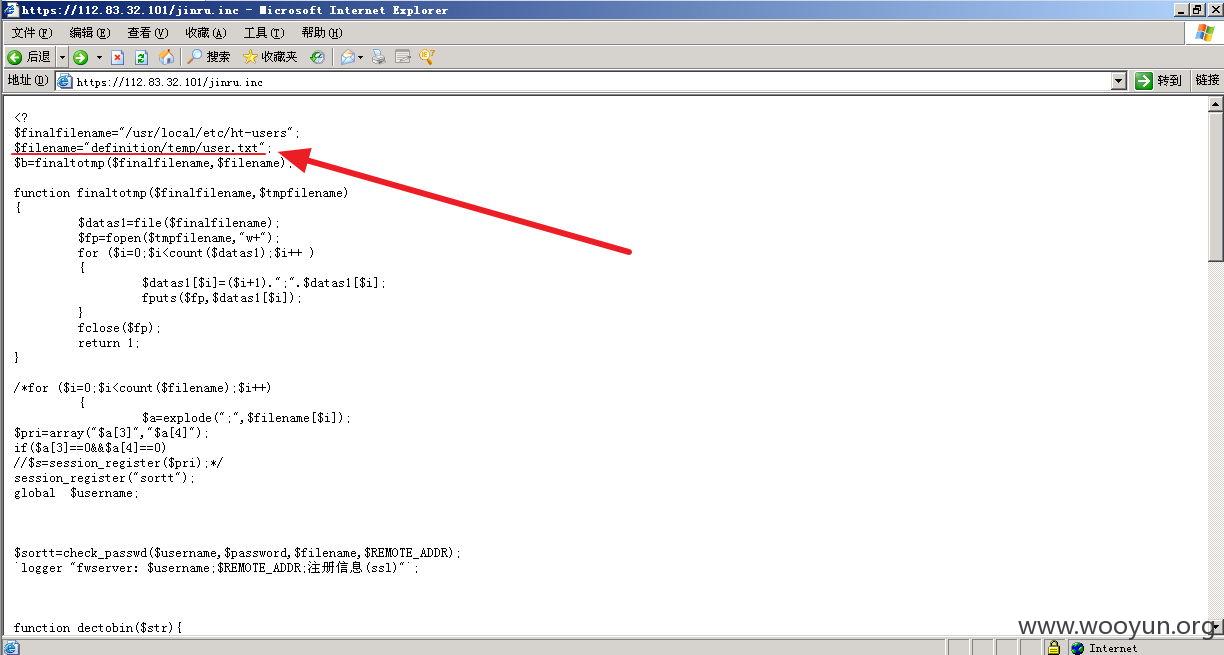 https://112.83.32.101/jinru.inc - Microsoft Internet Explorer
文件(F) 编辑(E) 查看(V) 收藏(A) 工具(T) 帮助(H)
后退 搜索 收藏夹
地址(D) https://112.83.32.101/jinru.inc 转到 链接
<?
$finalfilename="/usr/local/etc/ht-users";
$filename="definition/temp/user.txt";
$b=finaltotmp($finalfilename,$filename);
function finaltotmp($finalfilename,$tmpfilename)
{
$datas1=file($finalfilename);
$fp=fopen($tmpfilename,"w+");
for ($i=0;$i<count($datas1);$i++ )
{
$datas1[$i]=($i+1).";".$datas1[$i];
fputs($fp,$datas1[$i]);
}
fclose($fp);
return 1;
}
/*for ($i=0;$i<count($filename);$i++)
{
$a=explode(";",$filename[$i]);
$pri=array("$a[3]","$a[4]");
if($a[3]==0&&$a[4]==0)
//$s=session_register($pri);*/
session_register("sortt");
global  $username;
$sortt=check_passwd($username,$password,$filename,$REMOTE_ADDR);
`logger "fwserver: $username;$REMOTE_ADDR;注册信息(ssl)"`;
function dectobin($str){
www.wooyun.org
Internet